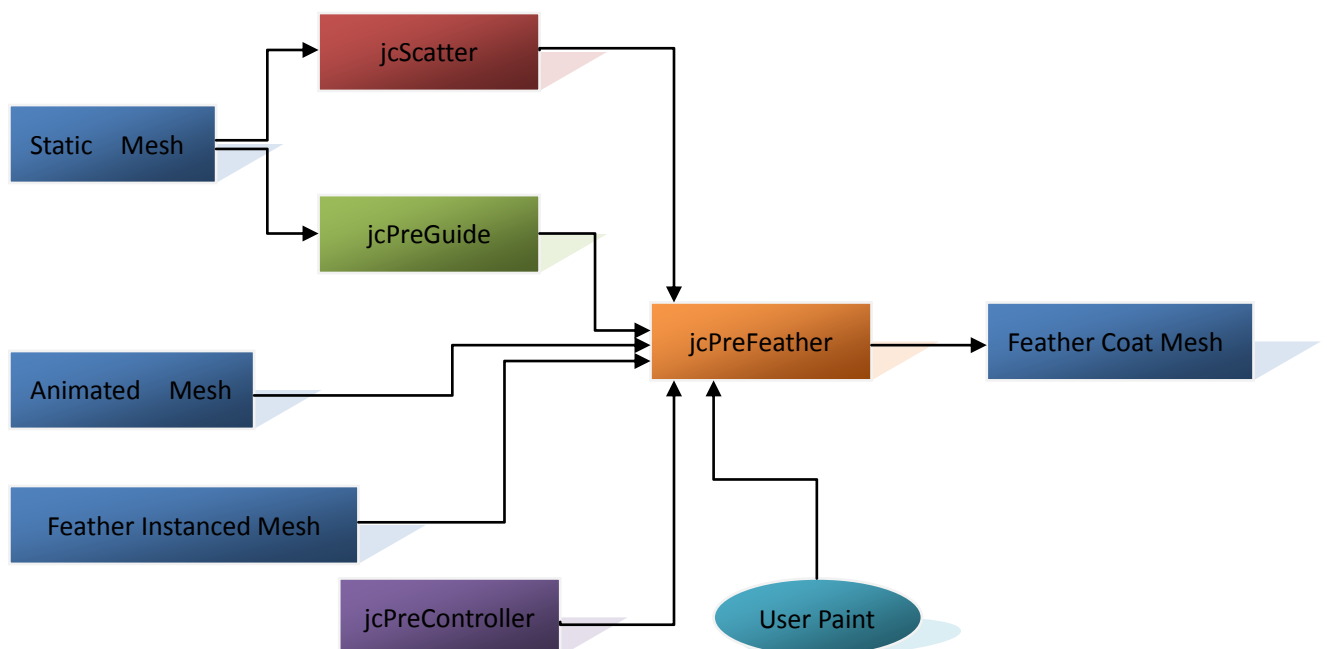 jcScatter
Static Mesh
jcPreGuide
jcPreFeather
Feather Coat Mesh
Animated Mesh
Feather Instanced Mesh
jcPreController
User Paint